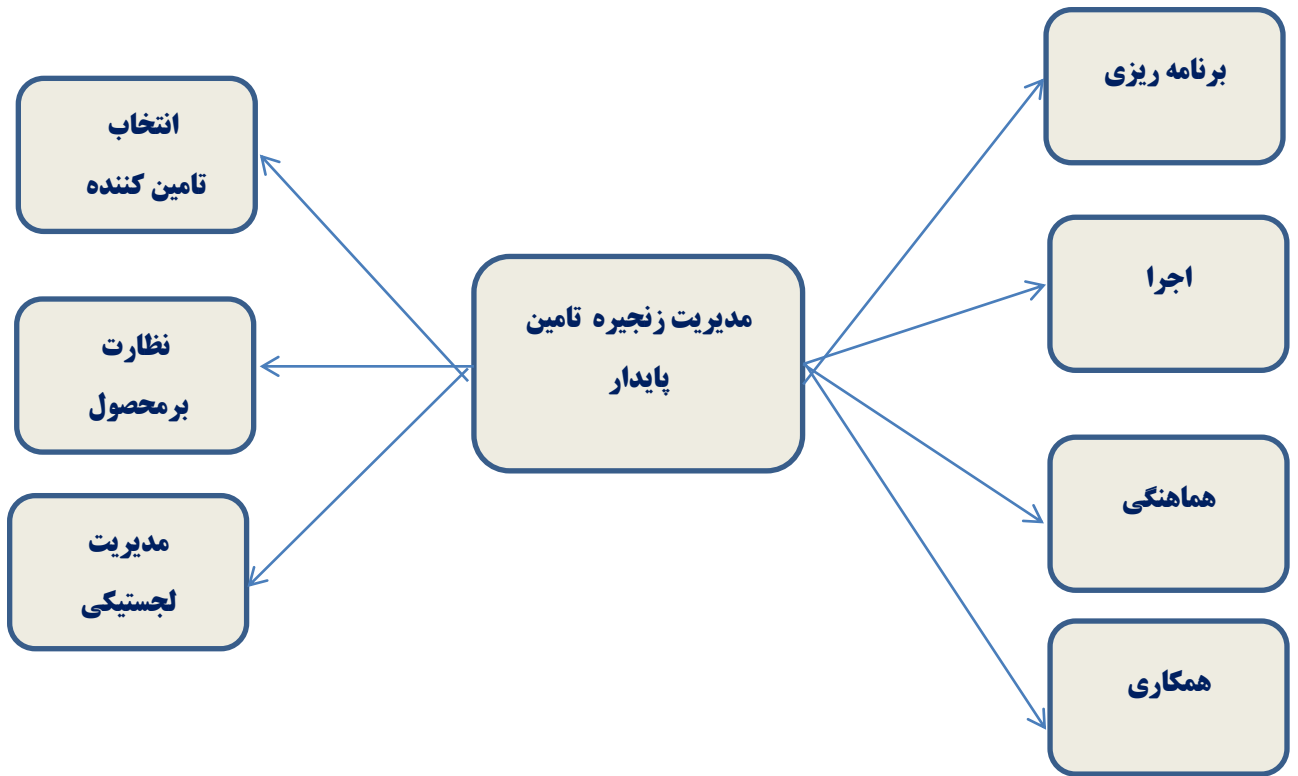 برنامه ریزی
انتخاب
تامین کننده
اجرا
مدیریت زنجیره تامین
پایدار
نظارت
برمحصول
هماهنگی
مدیریت
لجستیکی
همکاری